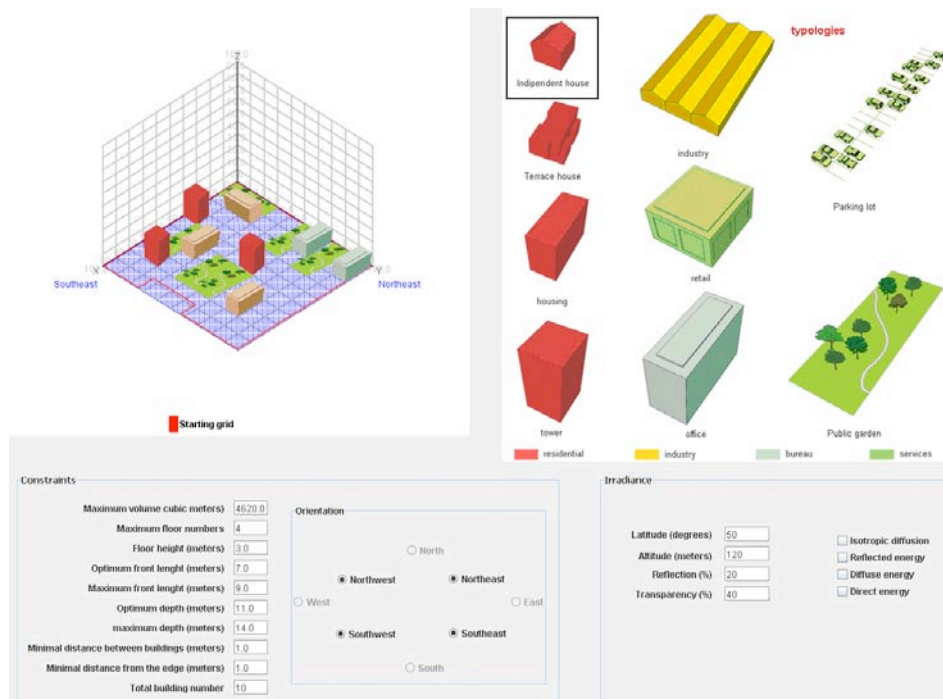 Southeast
Northeast
Starting grid
typologies
Indipendent house
industry
Terrace house
Parking lot
housing
retail
tower
office
Public garden
residential
industry
bureau
services
Constraints
Maximum volume cubic meters) 4620.0
Maximum floor numbers 4
Floor height (meters) 3.0
Optimum front lenght (meters) 7.0
Maximum front lenght (meters) 9.0
Optimum depth (meters) 11.0
maximum depth (meters) 14.0
Minimal distance between buildings (meters) 1.0
Minimal distance from the edge (meters) 1.0
Total building number 10
Orientation
North
Northwest
Northeast
West
East
Southwest
Southeast
South
Irradiance
Latitude (degrees) 50
Altitude (meters) 120
Reflection (%) 20
Transparency (%) 40
Isotropic diffusion
Reflected energy
Diffuse energy
Direct energy